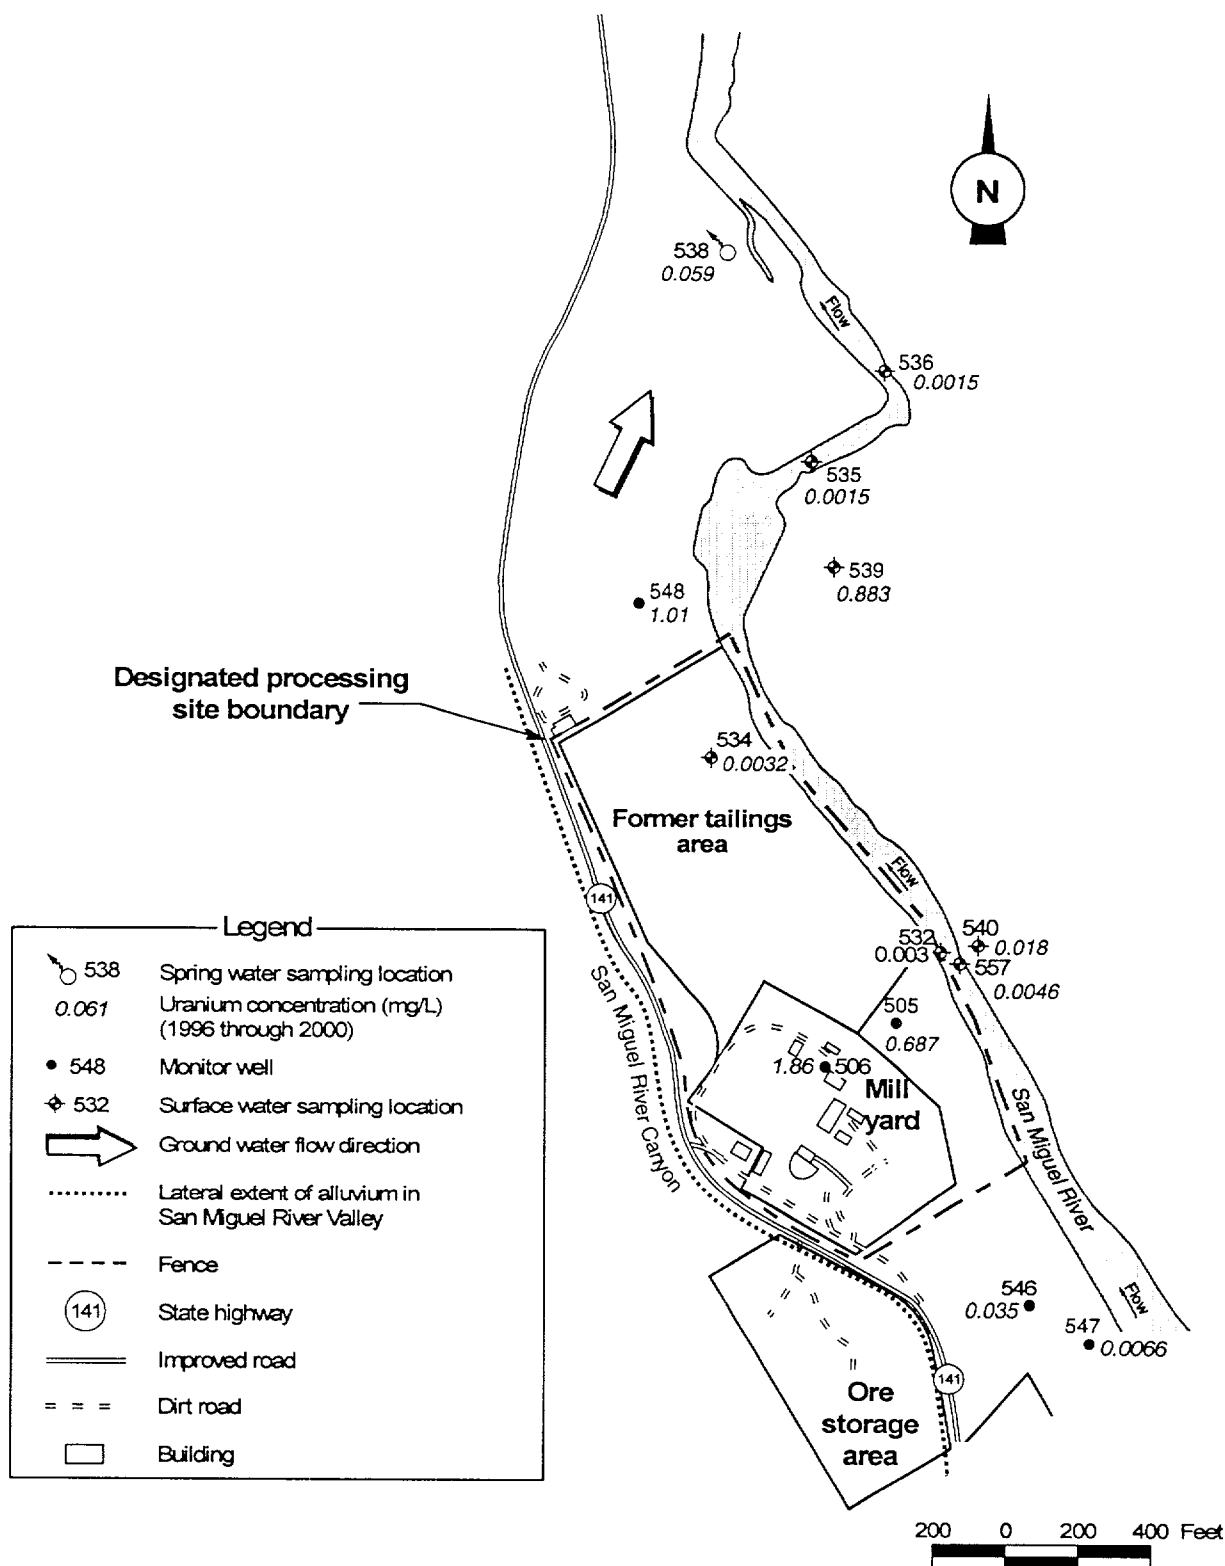 N
538
0.059
Flow
536
0.0015
535
0.0015
539
0.883
548
1.01
Designated processing
site boundary
534
0.0032
Former tailings
area
Flow
141
540
0.018
532
0.003
557
0.0046
505
0.687
1.86 506
Mill
yard
San Miguel River Canyon
San Miguel River
Flow
546
0.035
547
0.0066
141
Ore
storage
area
Legend
538 Spring water sampling location
0.061 Uranium concentration (mg/L)
(1996 through 2000)
548 Monitor well
532 Surface water sampling location
Ground water flow direction
Lateral extent of alluvium in
San Miguel River Valley
Fence
141 State highway
Improved road
Dirt road
Building
200 0 200 400 Feet